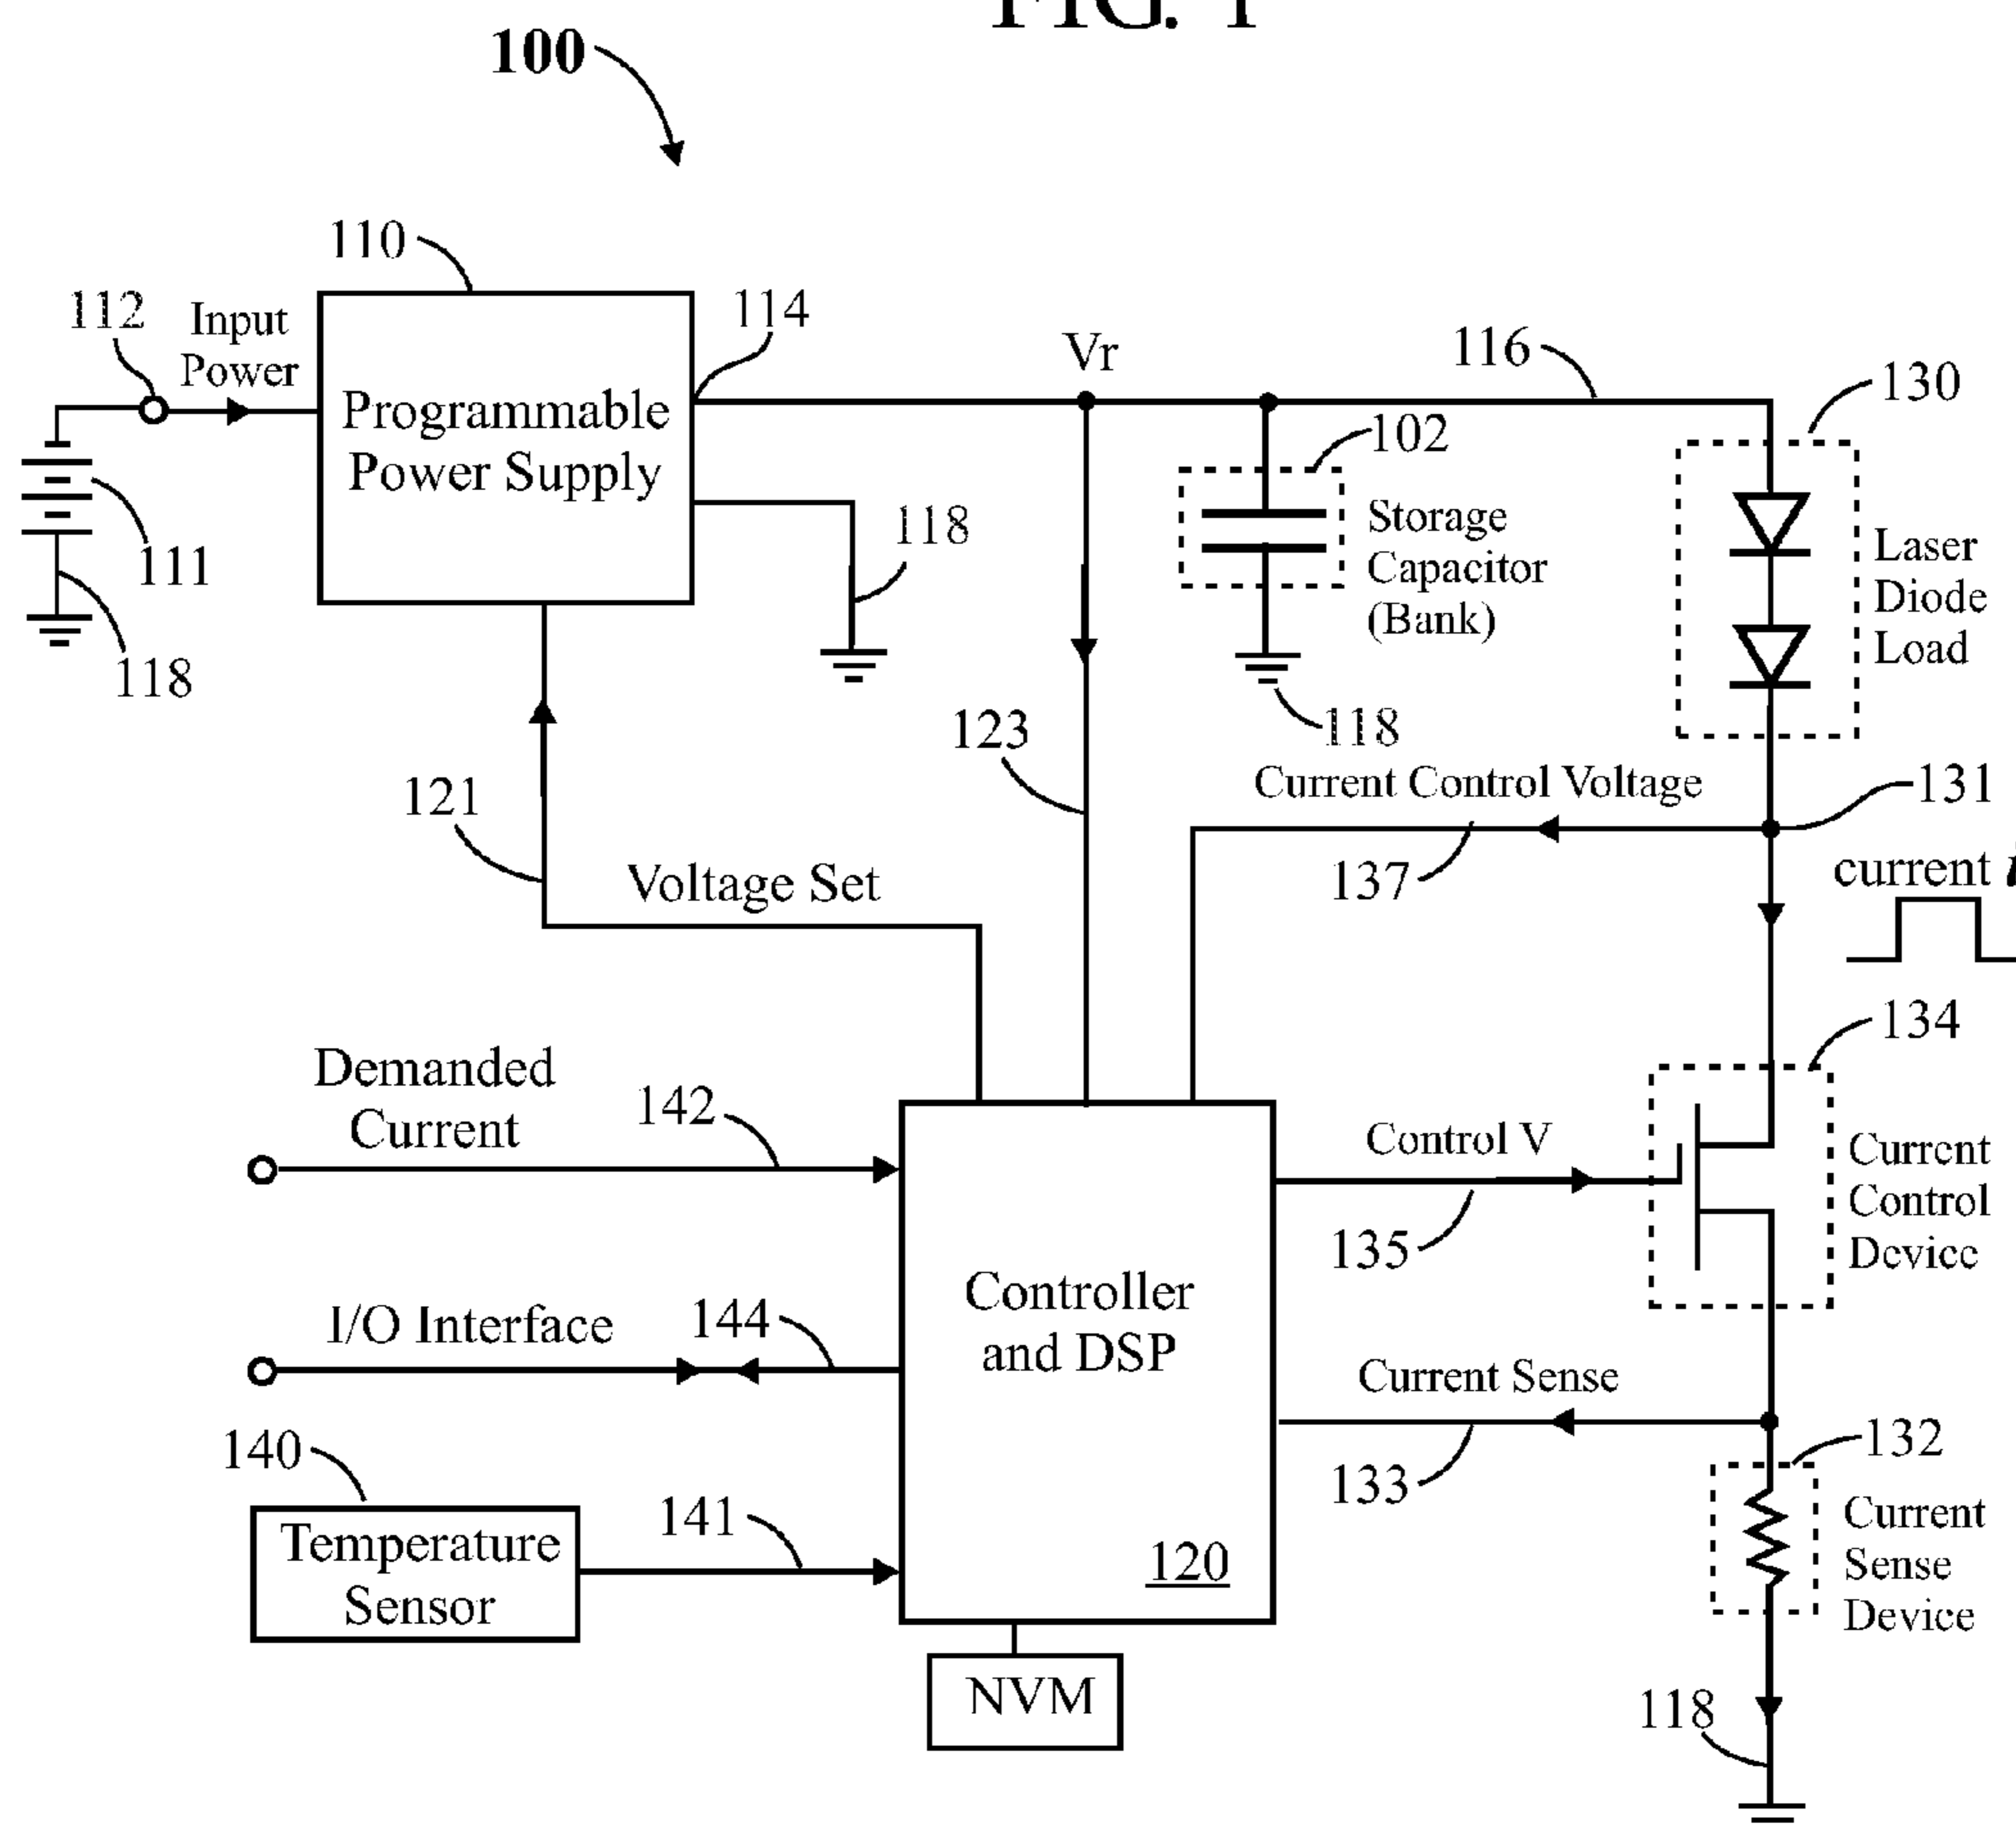 FIG. 1
100
110
112
Input
Power
114
Vr
116
130
Programmable
Power Supply
102
111
118
118
Storage
Capacitor
(Bank)
Laser
Diode
Load
118
123
121
Current Control Voltage
131
137
current i
Voltage Set
134
Demanded
Current
142
Control V
135
Current
Control
Device
Controller
and DSP
120
I/O Interface
144
Current Sense
133
132
140
Temperature
Sensor
141
Current
Sense
Device
NVM
118